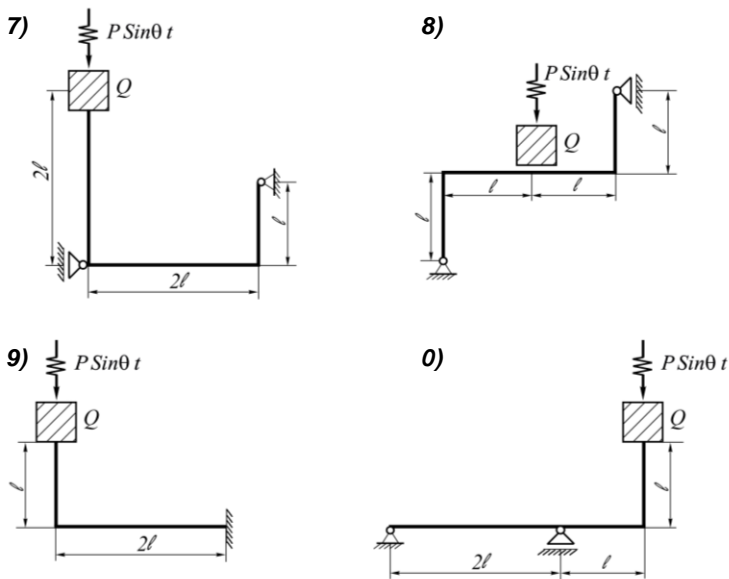 7)
P Sinθ t
Q
2ℓ
ℓ
2ℓ
8)
P Sinθ t
Q
ℓ
ℓ
ℓ
ℓ
9)
P Sinθ t
Q
ℓ
2ℓ
0)
P Sinθ t
Q
ℓ
2ℓ
ℓ